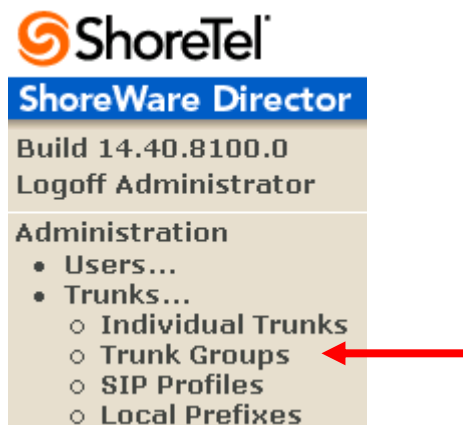 ShoreTel
ShoreWare Director
Build 14.40.8100.0
Logoff Administrator
Administration
Users...
Trunks...
Individual Trunks
Trunk Groups
SIP Profiles
Local Prefixes